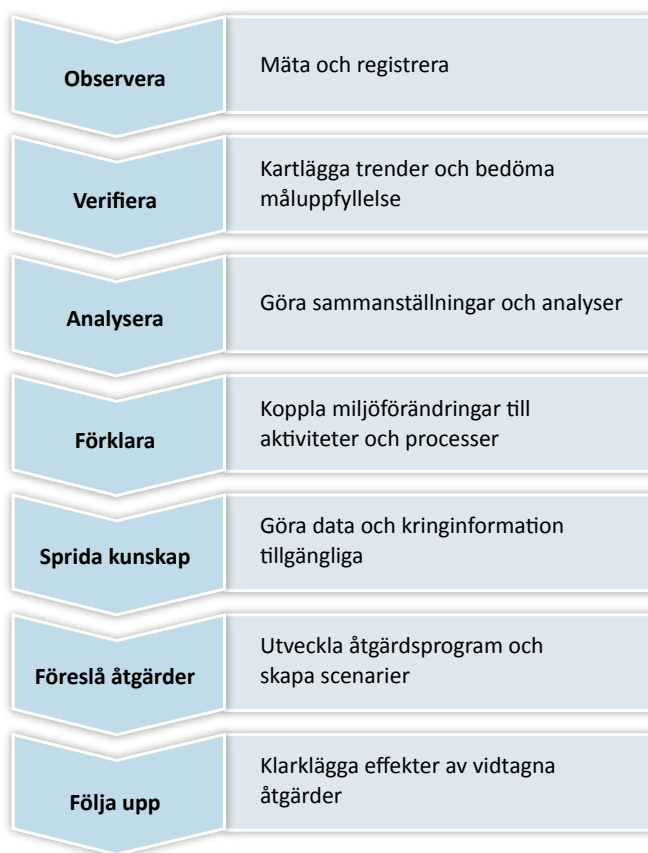 Observera
Mäta och registrera
Verifiera
Kartlägga trender och bedöma
måluppfyllelse
Analysera
Göra sammanställningar och analyser
Förklara
Koppla miljöförändringar till
aktiviteter och processer
Sprida kunskap
Göra data och kringinformation
tillgängliga
Föreslå åtgärder
Utveckla åtgärdsprogram och
skapa scenarier
Följa upp
Klarklägga effekter av vidtagna
åtgärder